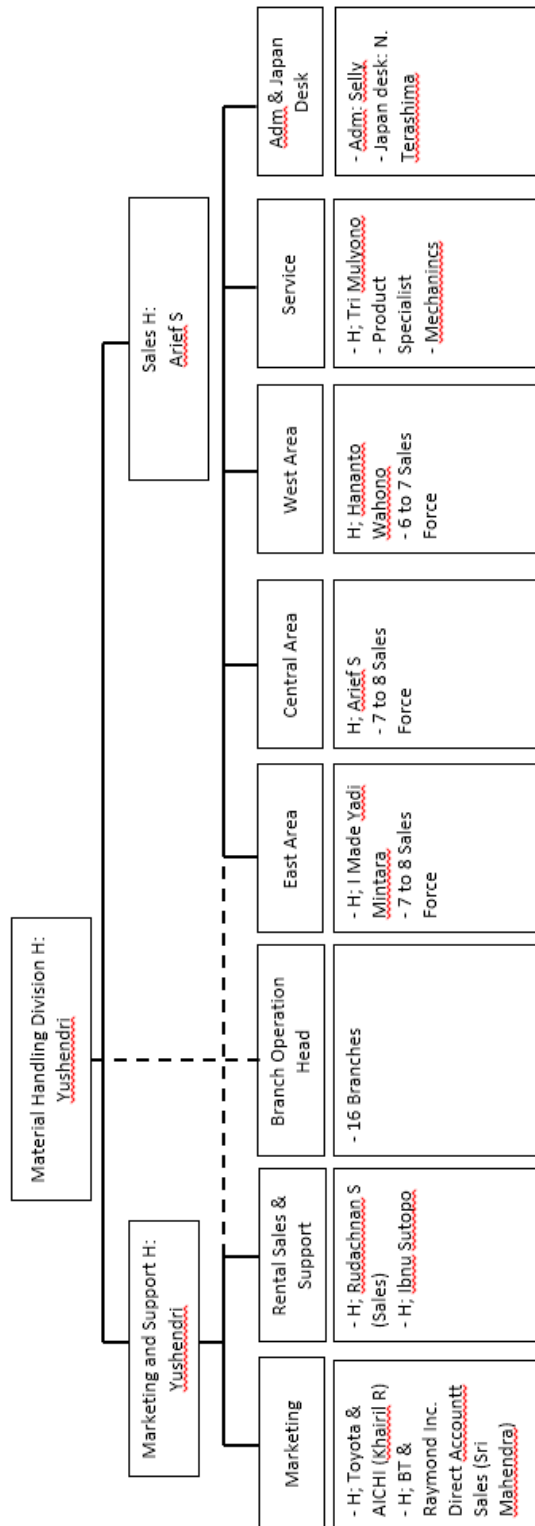 Material Handling Division H:
Yushendri
Marketing and Support H:
Yushendri
Sales H:
Arief S
Marketing
Rental Sales &
Support
Branch Operation
Head
East Area
Central Area
West Area
Service
Adm & Japan
Desk
- H; Toyota &
AICHI (Khairil R)
- H; BT &
Raymond Inc.
Direct Accountt
Sales (Sri
Mahendra)
- H; Rudachnan S
(Sales)
- H; Ibnu Sutopo
- 16 Branches
- H; I Made Yadi
Mintara
- 7 to 8 Sales
Force
H; Arief S
- 7 to 8 Sales
Force
H; Hananto
Wahono
- 6 to 7 Sales
Force
- H; Tri Mulyono
- Product
Specialist
- Mechanincs
- Adm: Selly
- Japan desk: N.
Terashima